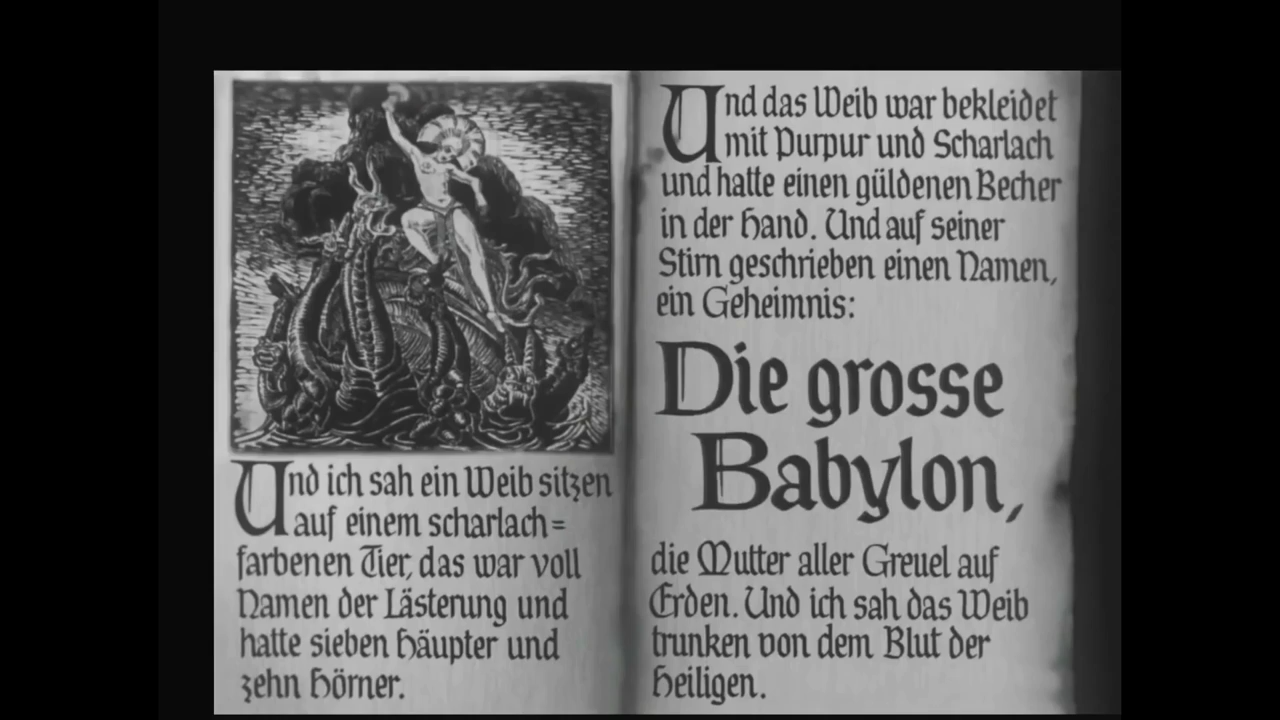 Und ich sah ein Weib sitzen
auf einem scharlach=
farbenen Tier, das war voll
Namen der Lästerung und
hatte sieben Häupter und
zehn Hörner.
Und das Weib war bekleidet
mit Purpur und Scharlach
und hatte einen güldenen Becher
in der Hand. Und auf seiner
Stirn geschrieben einen Namen,
ein Geheimnis:
Die grosse
Babylon,
die Mutter aller Greuel auf
Erden. Und ich sah das Weib
trunken von dem Blut der
Heiligen.